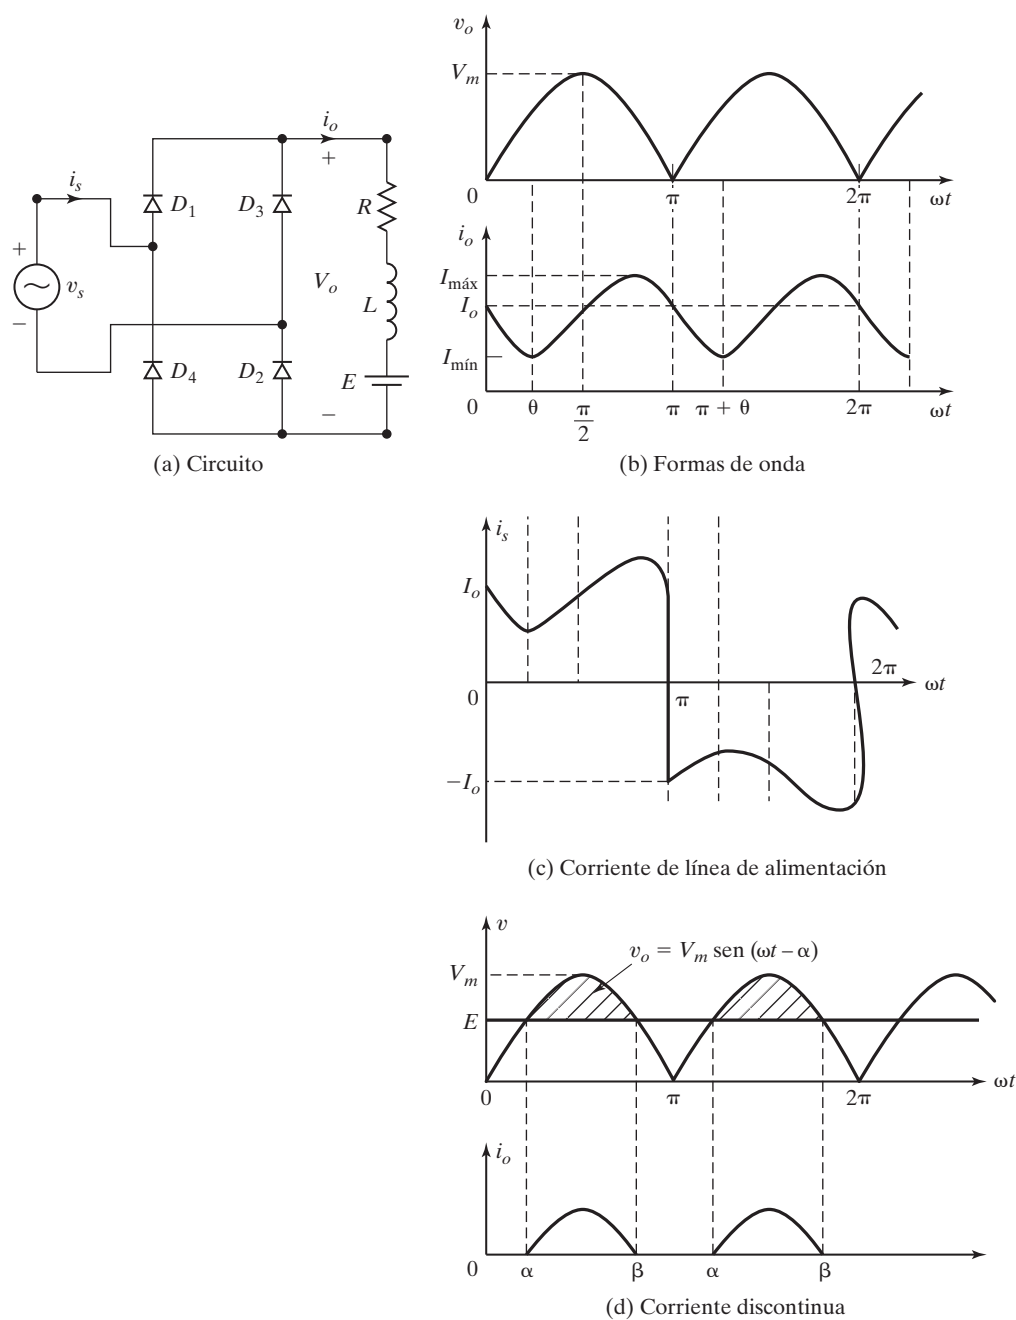 i_s
+
v_s
−
D_1
D_3
D_4
D_2
i_o
+
R
V_o
L
E
−
(a) Circuito
v_o
V_m
0
π
2π
ωt
i_o
I_máx
I_o
I_mín
0
θ
π/2
π
π + θ
2π
ωt
(b) Formas de onda
i_s
I_o
0
π
2π
ωt
−I_o
(c) Corriente de línea de alimentación
v
v_o = V_m sen (ωt – α)
V_m
E
0
π
2π
ωt
i_o
0
α
β
α
β
(d) Corriente discontinua